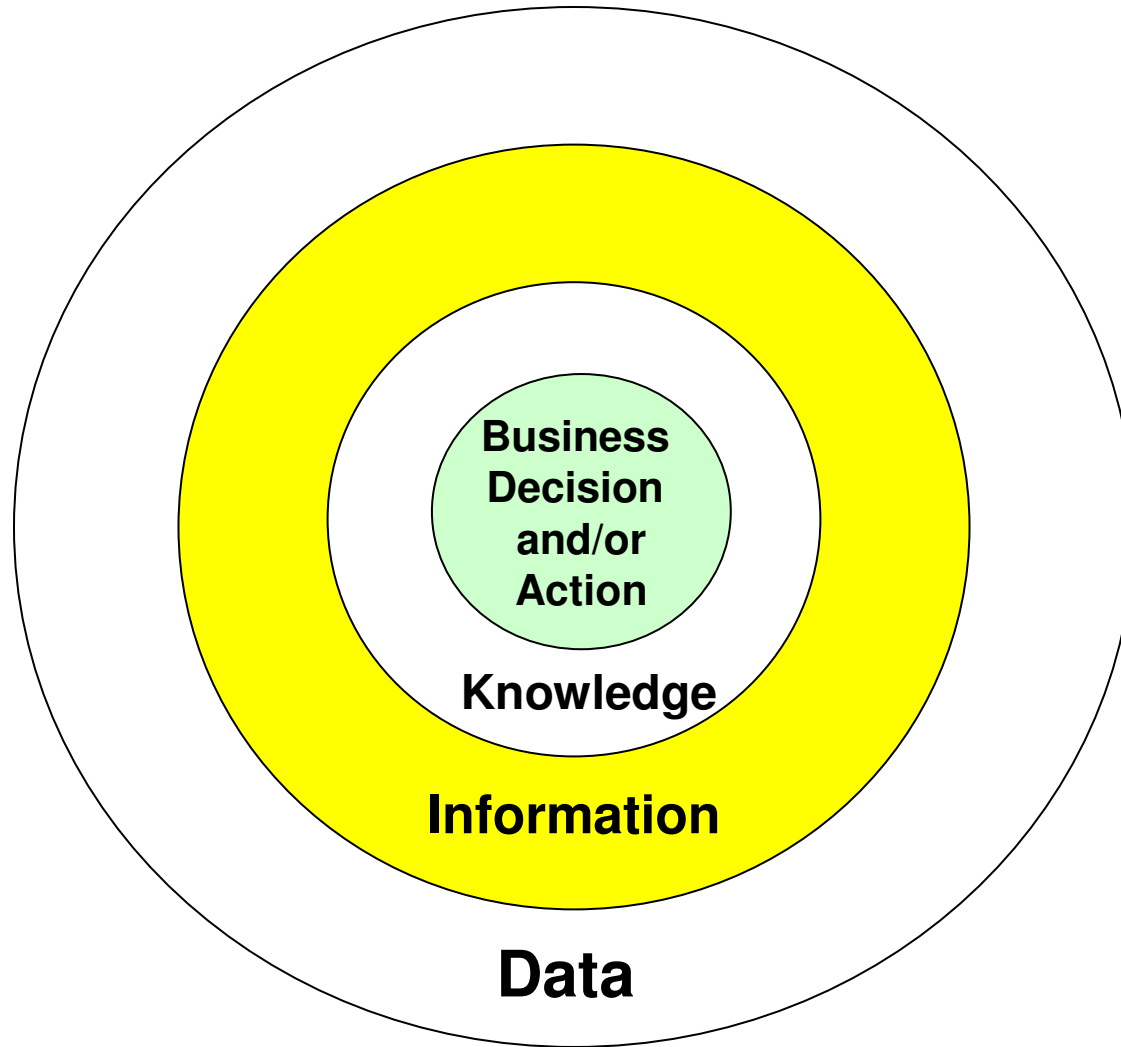 Business
Decision
and/or
Action
Knowledge
Information
Data